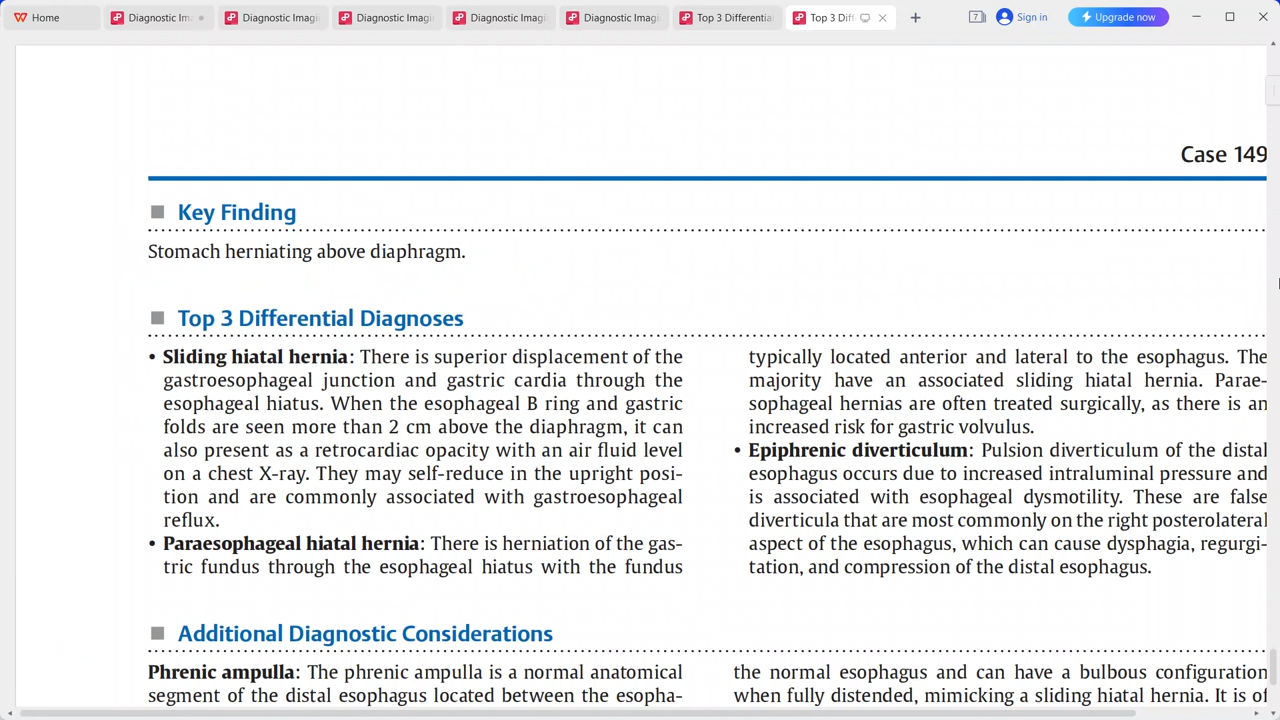 Home
Diagnostic Im
Diagnostic Imagi
Diagnostic Imagi
Diagnostic Imagi
Diagnostic Imagi
Top 3 Differential
Top 3 Diff
7
Sign in
Upgrade now
Case 149
Key Finding
Stomach herniating above diaphragm.
Top 3 Differential Diagnoses
• Sliding hiatal hernia: There is superior displacement of the
gastroesophageal junction and gastric cardia through the
esophageal hiatus. When the esophageal B ring and gastric
folds are seen more than 2 cm above the diaphragm, it can
also present as a retrocardiac opacity with an air fluid level
on a chest X-ray. They may self-reduce in the upright posi-
tion and are commonly associated with gastroesophageal
reflux.
• Paraesophageal hiatal hernia: There is herniation of the gas-
tric fundus through the esophageal hiatus with the fundus
typically located anterior and lateral to the esophagus. The
majority have an associated sliding hiatal hernia. Parae-
sophageal hernias are often treated surgically, as there is an
increased risk for gastric volvulus.
• Epiphrenic diverticulum: Pulsion diverticulum of the distal
esophagus occurs due to increased intraluminal pressure and
is associated with esophageal dysmotility. These are false
diverticula that are most commonly on the right posterolateral
aspect of the esophagus, which can cause dysphagia, regurgi-
tation, and compression of the distal esophagus.
Additional Diagnostic Considerations
Phrenic ampulla: The phrenic ampulla is a normal anatomical
segment of the distal esophagus located between the esopha-
the normal esophagus and can have a bulbous configuration
when fully distended, mimicking a sliding hiatal hernia. It is of